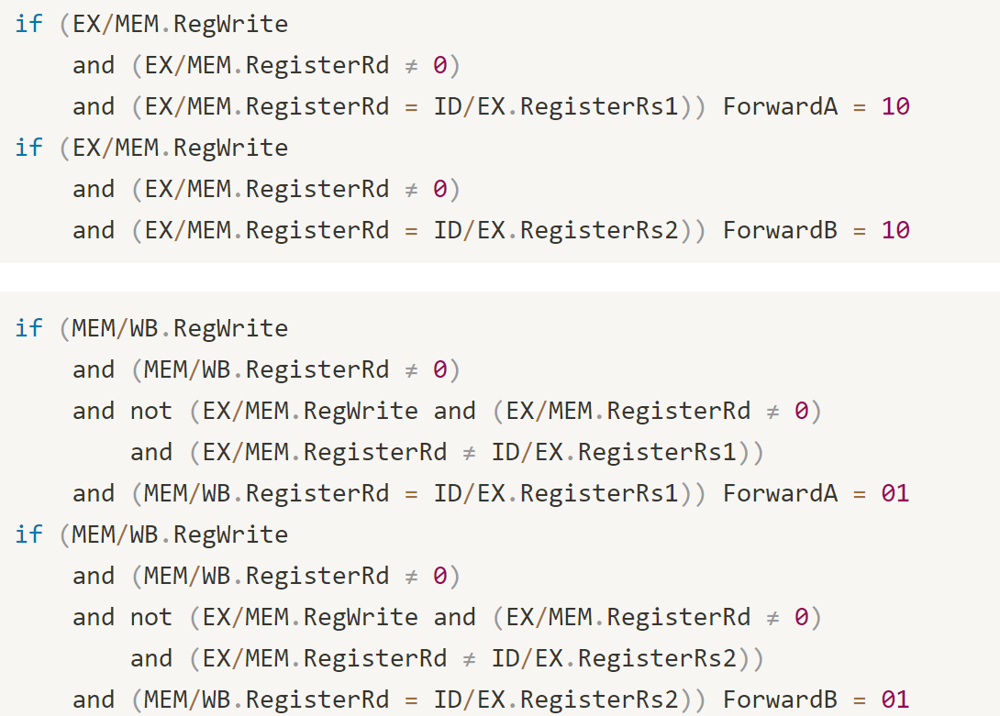 if (EX/MEM.RegWrite
and (EX/MEM.RegisterRd ≠ 0)
and (EX/MEM.RegisterRd = ID/EX.RegisterRs1)) ForwardA = 10
if (EX/MEM.RegWrite
and (EX/MEM.RegisterRd ≠ 0)
and (EX/MEM.RegisterRd = ID/EX.RegisterRs2)) ForwardB = 10
if (MEM/WB.RegWrite
and (MEM/WB.RegisterRd ≠ 0)
and not (EX/MEM.RegWrite and (EX/MEM.RegisterRd ≠ 0)
and (EX/MEM.RegisterRd ≠ ID/EX.RegisterRs1))
and (MEM/WB.RegisterRd = ID/EX.RegisterRs1)) ForwardA = 01
if (MEM/WB.RegWrite
and (MEM/WB.RegisterRd ≠ 0)
and not (EX/MEM.RegWrite and (EX/MEM.RegisterRd ≠ 0)
and (EX/MEM.RegisterRd ≠ ID/EX.RegisterRs2))
and (MEM/WB.RegisterRd = ID/EX.RegisterRs2)) ForwardB = 01